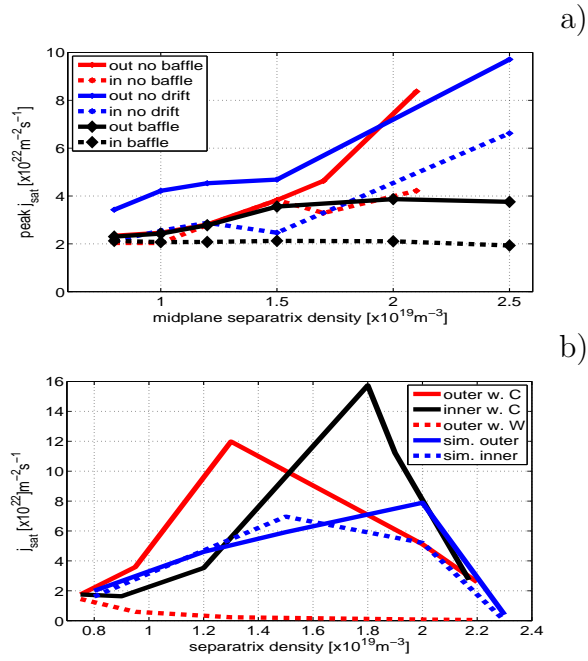 a)
out no baffle
in no baffle
out no drift
in no drift
out baffle
in baffle
peak j_sat [x10^22 m^-2 s^-1]
10
8
6
4
2
0
1 1.5 2 2.5
midplane separatrix density [x10^19 m^-3]
b)
outer w. C
inner w. C
outer w. W
sim. outer
sim. inner
j_sat [x10^22] m^-2 s^-1
16
14
12
10
8
6
4
2
0
0.8 1 1.2 1.4 1.6 1.8 2 2.2 2.4
separatrix density [x10^19 m^-3]